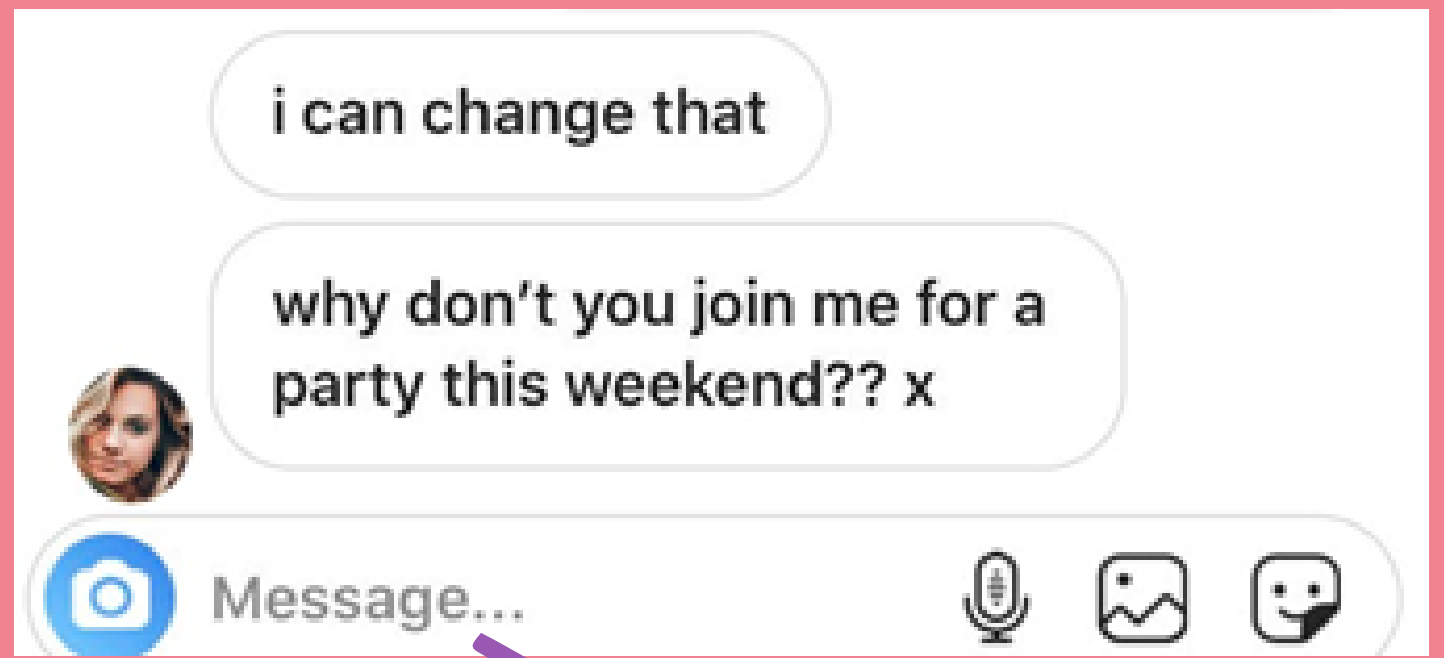 i can change that
why don’t you join me for a
party this weekend?? x
Message...